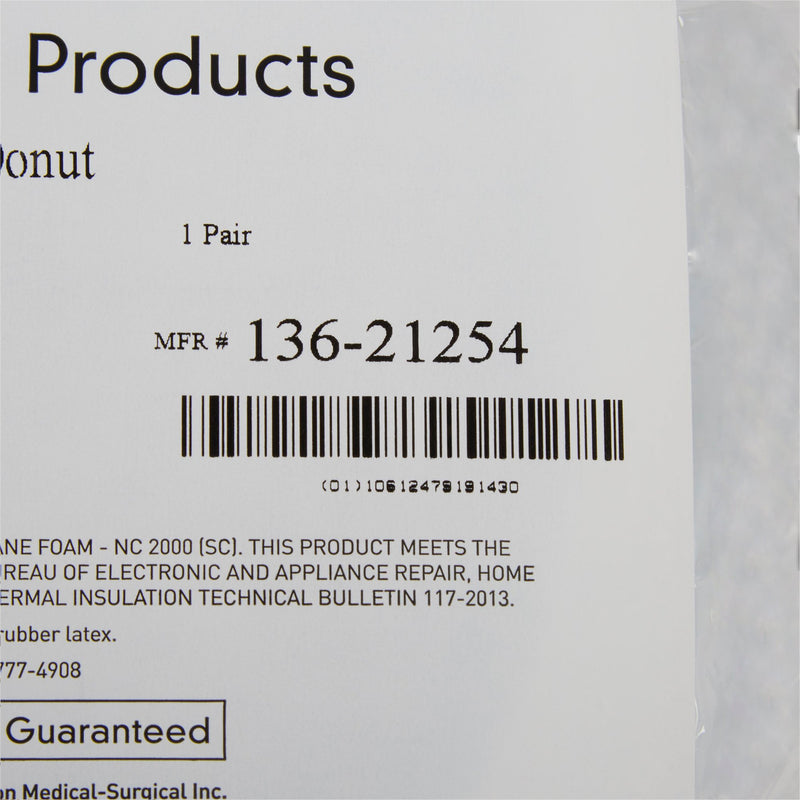 Products
Donut
1 Pair
MFR # 136-21254
(01)10612479191430
ANE FOAM - NC 2000 (SC). THIS PRODUCT MEETS THE
UREAU OF ELECTRONIC AND APPLIANCE REPAIR, HOME
ERMAL INSULATION TECHNICAL BULLETIN 117-2013.
rubber latex.
777-4908
Guaranteed
on Medical-Surgical Inc.